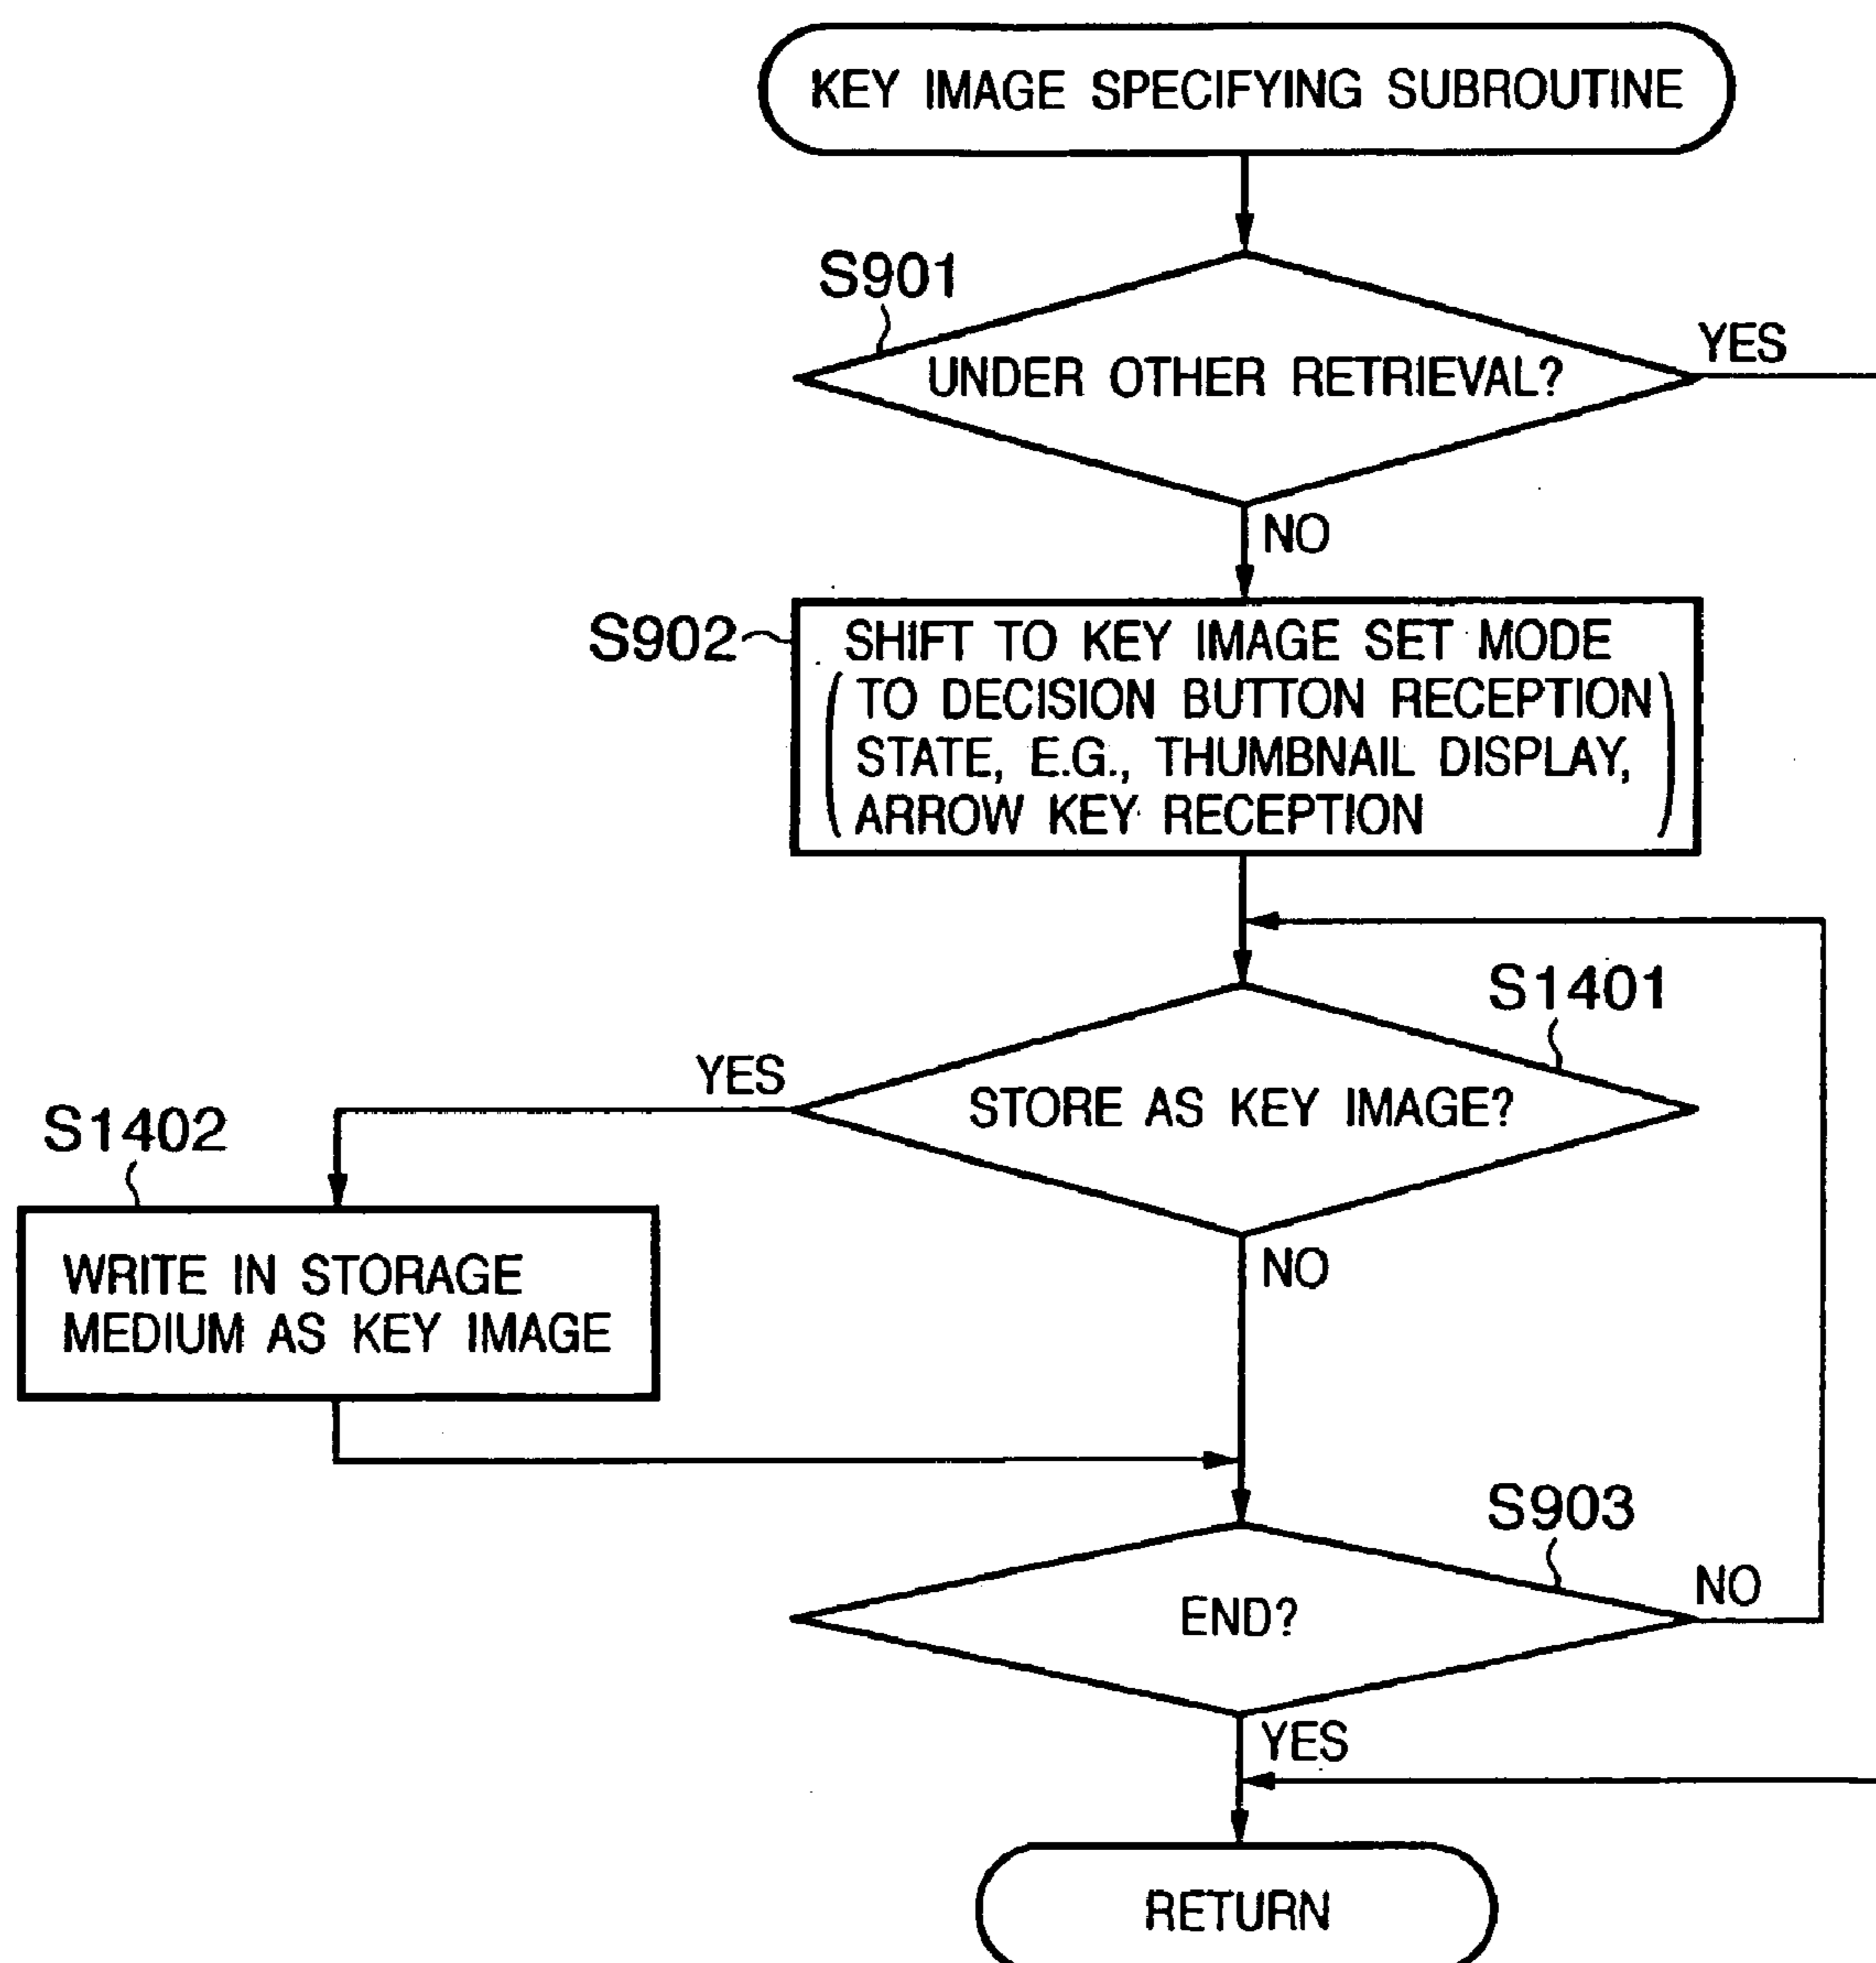 KEY IMAGE SPECIFYING SUBROUTINE
S901
UNDER OTHER RETRIEVAL?
YES
NO
S902
SHIFT TO KEY IMAGE SET MODE
( TO DECISION BUTTON RECEPTION
STATE, E.G., THUMBNAIL DISPLAY,
ARROW KEY RECEPTION )
S1401
STORE AS KEY IMAGE?
YES
NO
S1402
WRITE IN STORAGE
MEDIUM AS KEY IMAGE
S903
END?
NO
YES
RETURN